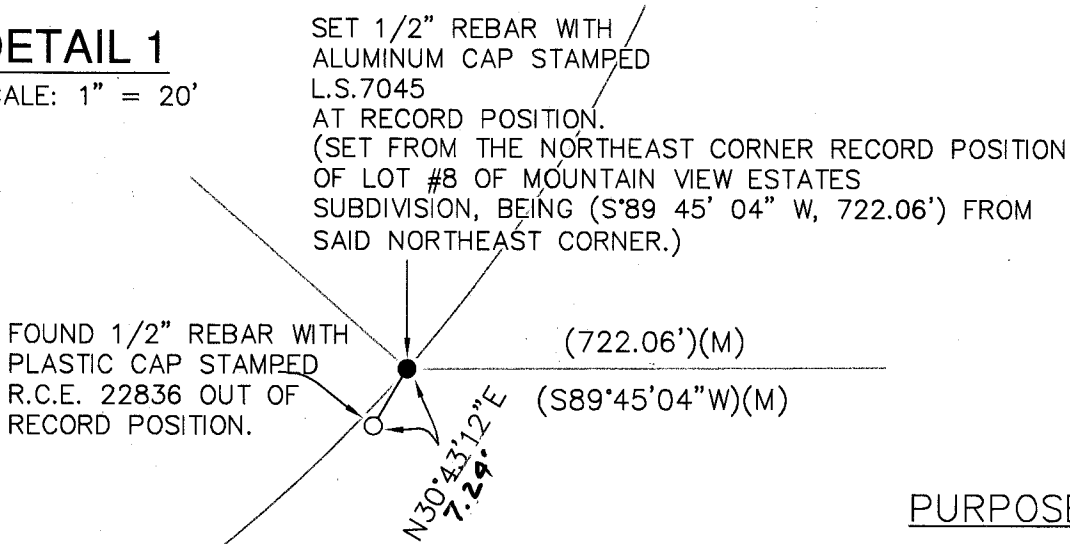 DETAIL 1
SCALE: 1" = 20'
SET 1/2" REBAR WITH
ALUMINUM CAP STAMPED
L.S.7045
AT RECORD POSITION.
(SET FROM THE NORTHEAST CORNER RECORD POSITION
OF LOT #8 OF MOUNTAIN VIEW ESTATES
SUBDIVISION, BEING (S°89 45' 04" W, 722.06') FROM
SAID NORTHEAST CORNER.)
FOUND 1/2" REBAR WITH
PLASTIC CAP STAMPED
R.C.E. 22836 OUT OF
RECORD POSITION.
(722.06')(M)
(S89°45'04"W)(M)
N30°43'12"E
7.29'
PURPOSE